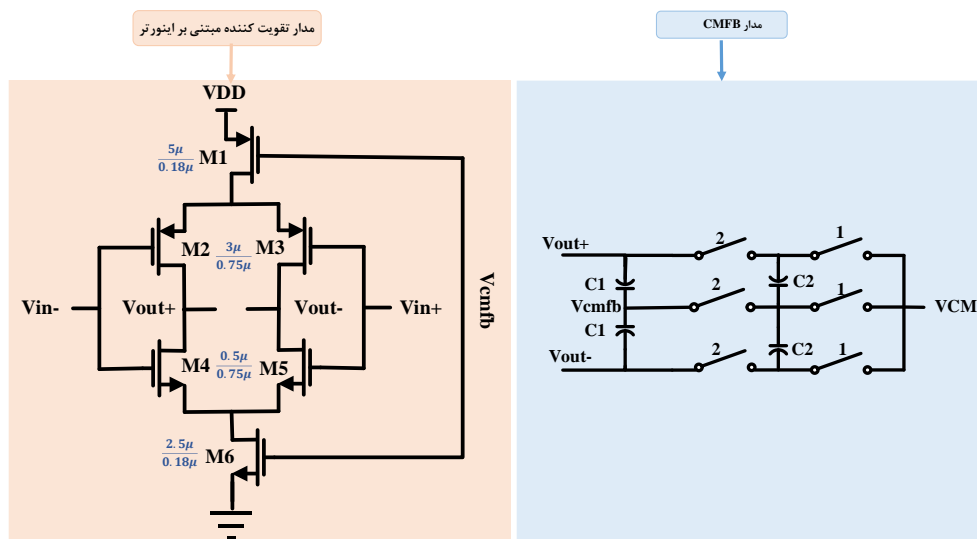 مدار تقویت کننده مبتنی بر اینورتر
مدار CMFB
VDD
5μ
0.18μ
M1
M2
3μ
0.75μ
M3
Vin-
Vout+
Vout-
Vin+
Vcmfb
M4
0.5μ
0.75μ
M5
2.5μ
0.18μ
M6
Vout+
2
1
C1
C2
Vcmfb
2
1
VCM
C1
C2
Vout-
2
1